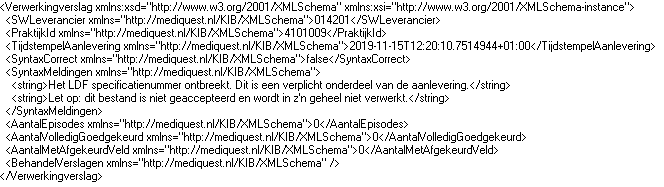 <Verwerkingverslag xmlns:xsd="http://www.w3.org/2001/XMLSchema" xmlns:xsi="http://www.w3.org/2001/XMLSchema-instance">
<SWLeverancier xmlns="http://mediquest.nl/KIB/XMLSchema">014201</SWLeverancier>
<PraktijkId xmlns="http://mediquest.nl/KIB/XMLSchema">4101009</PraktijkId>
<TijdstempelAanlevering xmlns="http://mediquest.nl/KIB/XMLSchema">2019-11-15T12:20:10.7514944+01:00</TijdstempelAanlevering>
<SyntaxCorrect xmlns="http://mediquest.nl/KIB/XMLSchema">false</SyntaxCorrect>
<SyntaxMeldingen xmlns="http://mediquest.nl/KIB/XMLSchema">
<string>Het LDF specificatienummer ontbreekt. Dit is een verplicht onderdeel van de aanlevering.</string>
<string>Let op: dit bestand is niet geaccepteerd en wordt in z'n geheel niet verwerkt.</string>
</SyntaxMeldingen>
<AantalEpisodes xmlns="http://mediquest.nl/KIB/XMLSchema">0</AantalEpisodes>
<AantalVolledigGoedgekeurd xmlns="http://mediquest.nl/KIB/XMLSchema">0</AantalVolledigGoedgekeurd>
<AantalMetAfgekeurdVeld xmlns="http://mediquest.nl/KIB/XMLSchema">0</AantalMetAfgekeurdVeld>
<BehandelVerslagen xmlns="http://mediquest.nl/KIB/XMLSchema" />
</Verwerkingverslag>